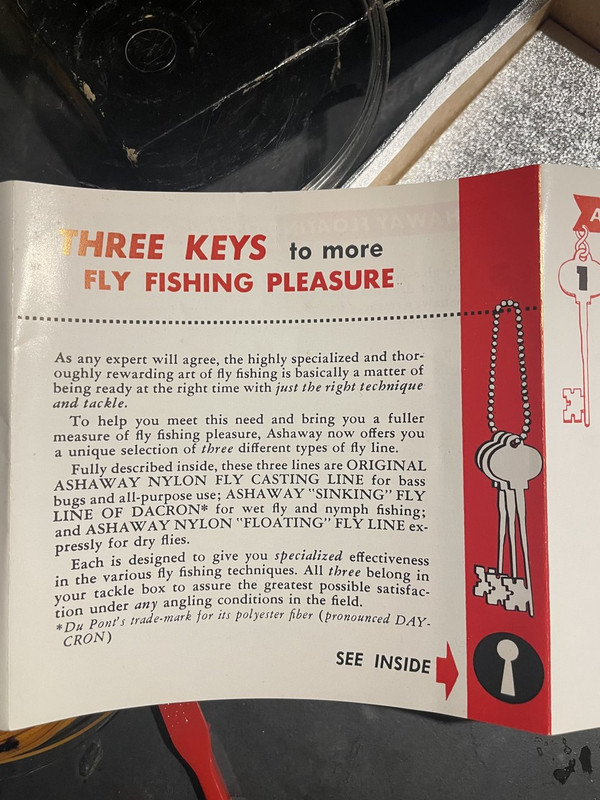 THREE KEYS to more
FLY FISHING PLEASURE
As any expert will agree, the highly specialized and thor-
oughly rewarding art of fly fishing is basically a matter of
being ready at the right time with just the right technique
and tackle.
To help you meet this need and bring you a fuller
measure of fly fishing pleasure, Ashaway now offers you
a unique selection of three different types of fly line.
Fully described inside, these three lines are ORIGINAL
ASHAWAY NYLON FLY CASTING LINE for bass
bugs and all-purpose use; ASHAWAY "SINKING" FLY
LINE OF DACRON* for wet fly and nymph fishing;
and ASHAWAY NYLON "FLOATING" FLY LINE ex-
pressly for dry flies.
Each is designed to give you specialized effectiveness
in the various fly fishing techniques. All three belong in
your tackle box to assure the greatest possible satisfac-
tion under any angling conditions in the field.
*Du Pont's trade-mark for its polyester fiber (pronounced DAY-
CRON)
SEE INSIDE
A
1